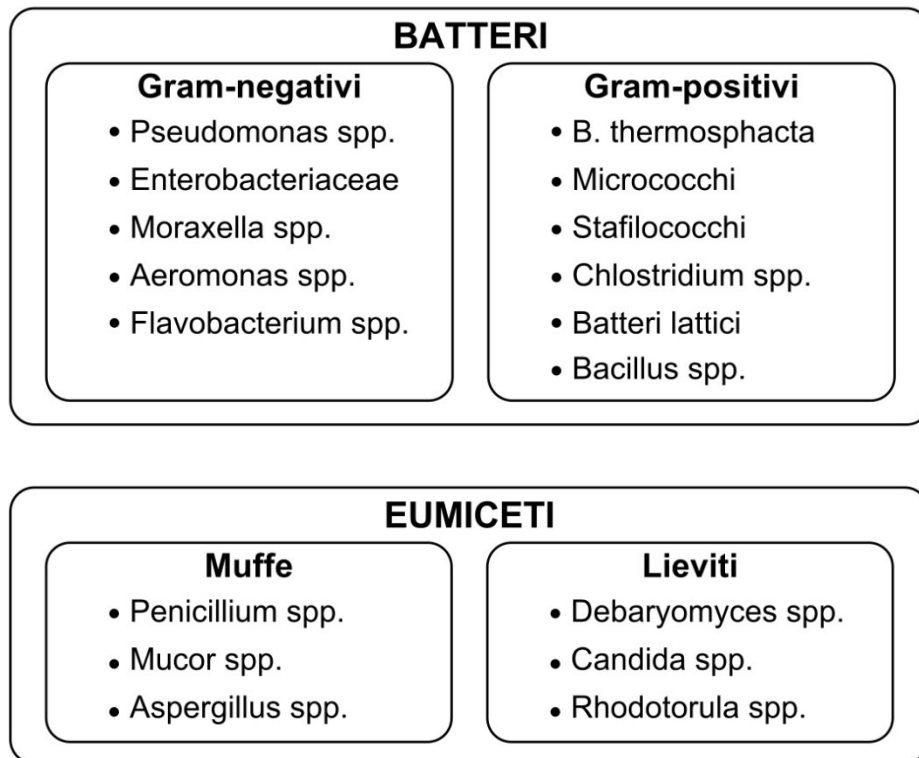 BATTERI
Gram-negativi
• Pseudomonas spp.
• Enterobacteriaceae
• Moraxella spp.
• Aeromonas spp.
• Flavobacterium spp.
Gram-positivi
• B. thermosphacta
• Micrococchi
• Stafilococchi
• Chlostridium spp.
• Batteri lattici
• Bacillus spp.
EUMICETI
Muffe
• Penicillium spp.
• Mucor spp.
• Aspergillus spp.
Lieviti
• Debaryomyces spp.
• Candida spp.
• Rhodotorula spp.